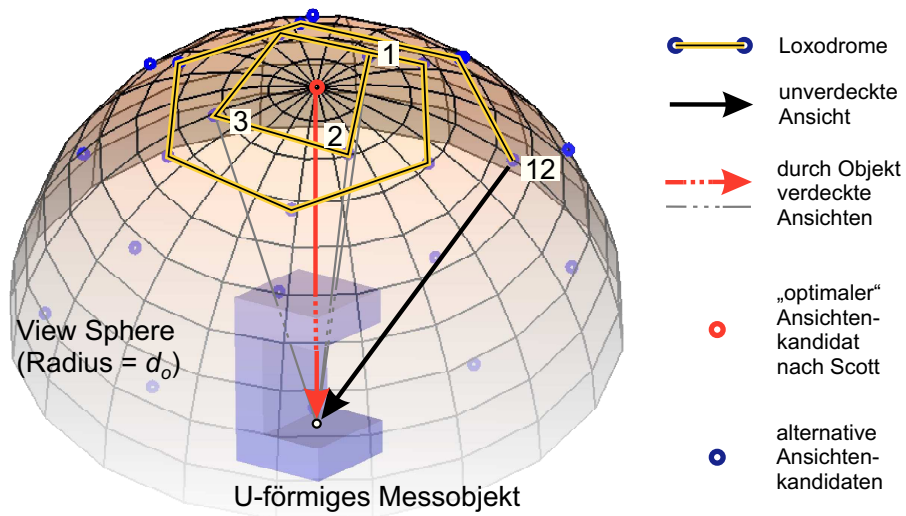 1
3
2
12
View Sphere
(Radius = dₒ)
U-förmiges Messobjekt
Loxodrome
unverdeckte
Ansicht
durch Objekt
verdeckte
Ansichten
„optimaler“
Ansichten-
kandidat
nach Scott
alternative
Ansichten-
kandidaten